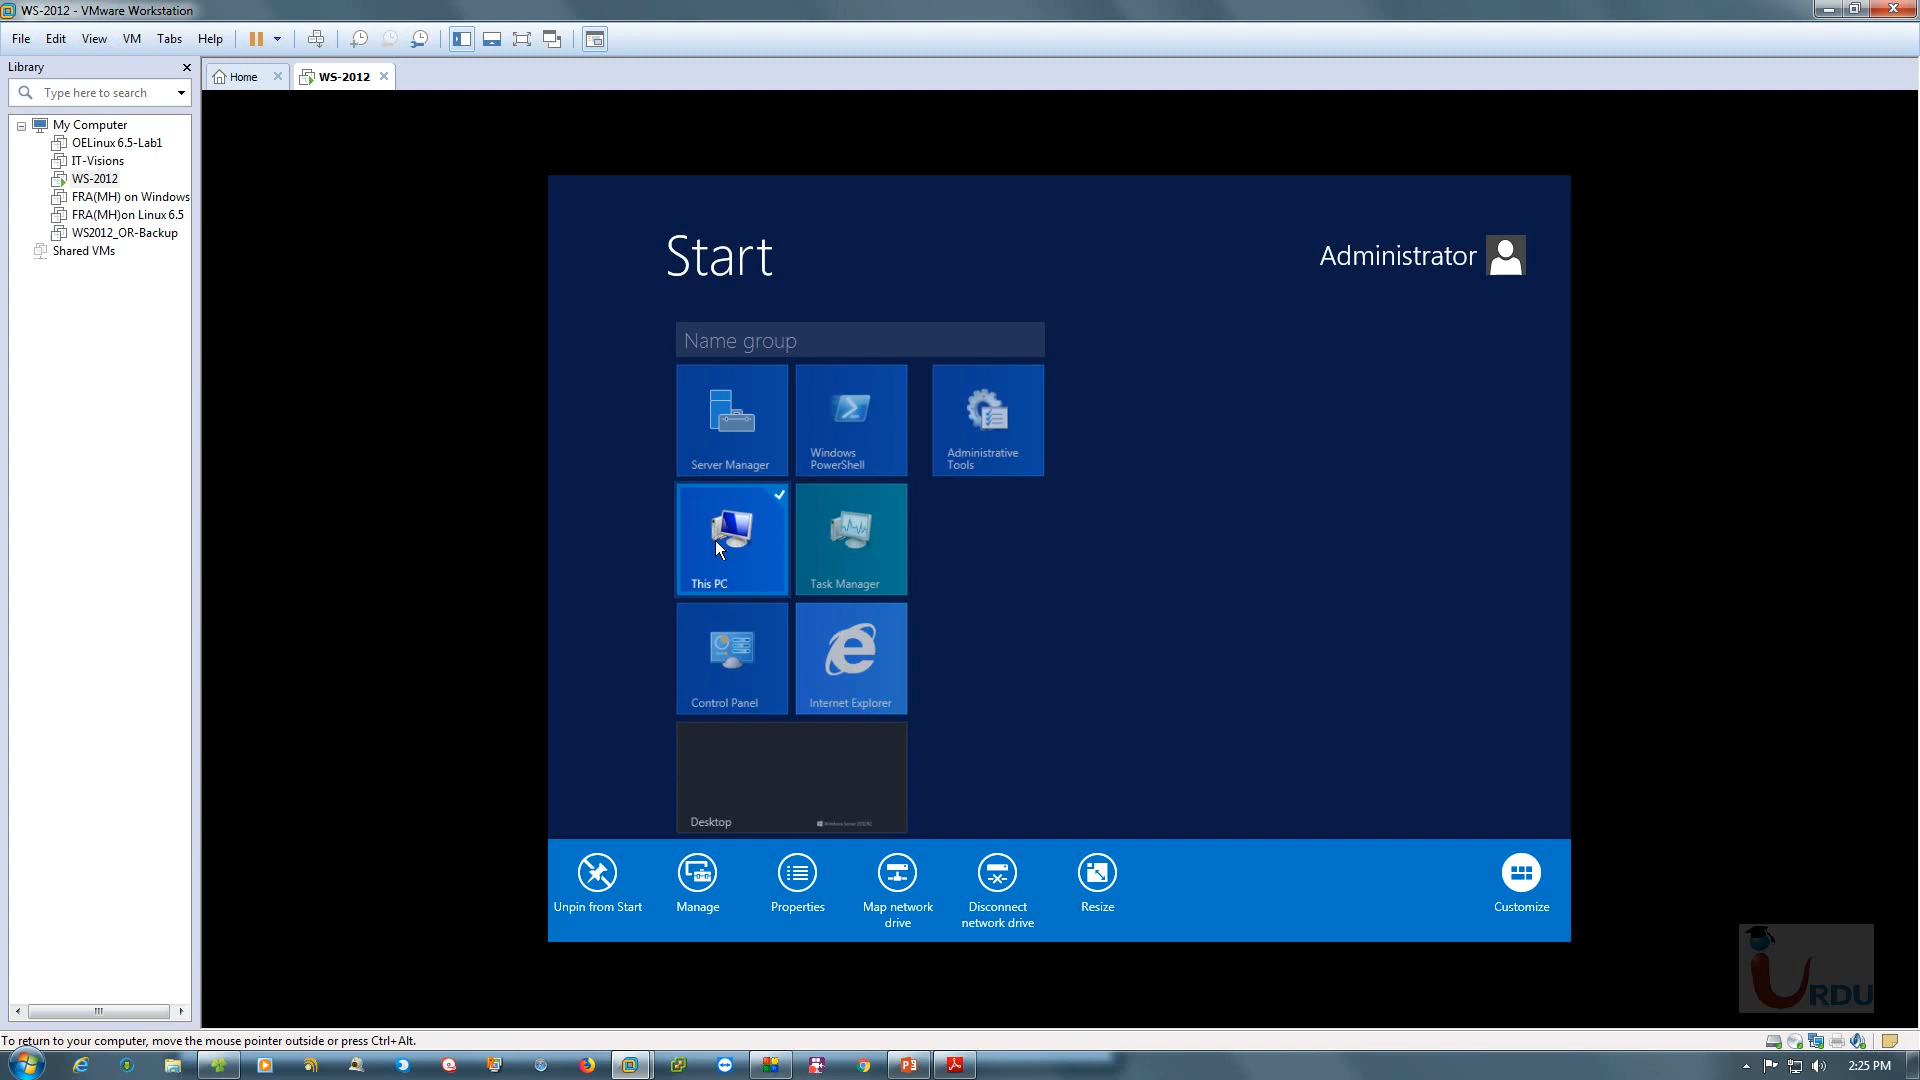 WS-2012 - VMware Workstation
File Edit View VM Tabs Help
Library
Type here to search
Home
WS-2012
My Computer
OELinux 6.5-Lab1
IT-Visions
WS-2012
FRA(MH) on Windows
FRA(MH)on Linux 6.5
WS2012_OR-Backup
Shared VMs
Start
Administrator
Name group
Server Manager
Windows
PowerShell
Administrative
Tools
This PC
Task Manager
Control Panel
Internet Explorer
Desktop
Unpin from Start
Manage
Properties
Map network
drive
Disconnect
network drive
Resize
Customize
URDU
To return to your computer, move the mouse pointer outside or press Ctrl+Alt.
2:25 PM